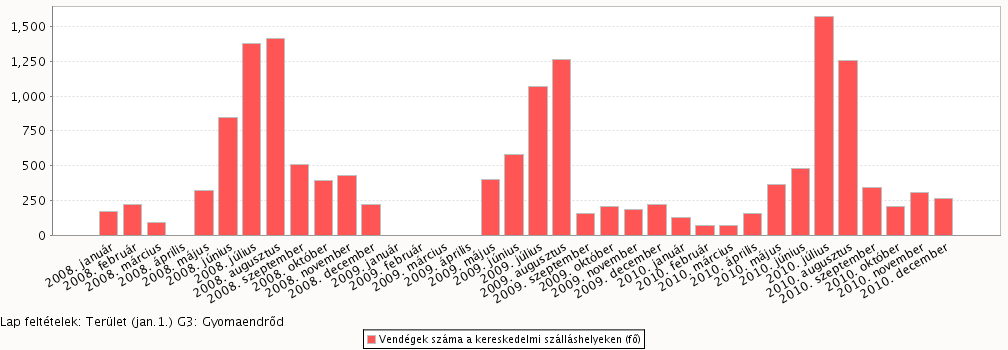 1,500
1,250
1,000
750
500
250
0
2008. január
2008. február
2008. március
2008. április
2008. május
2008. június
2008. július
2008. augusztus
2008. szeptember
2008. október
2008. november
2008. december
2009. január
2009. február
2009. március
2009. április
2009. május
2009. június
2009. július
2009. augusztus
2009. szeptember
2009. október
2009. november
2009. december
2010. január
2010. február
2010. március
2010. április
2010. május
2010. június
2010. július
2010. augusztus
2010. szeptember
2010. október
2010. november
2010. december
Lap feltételek: Terület (jan.1.) G3: Gyomaendrőd
Vendégek száma a kereskedelmi szálláshelyeken (fő)